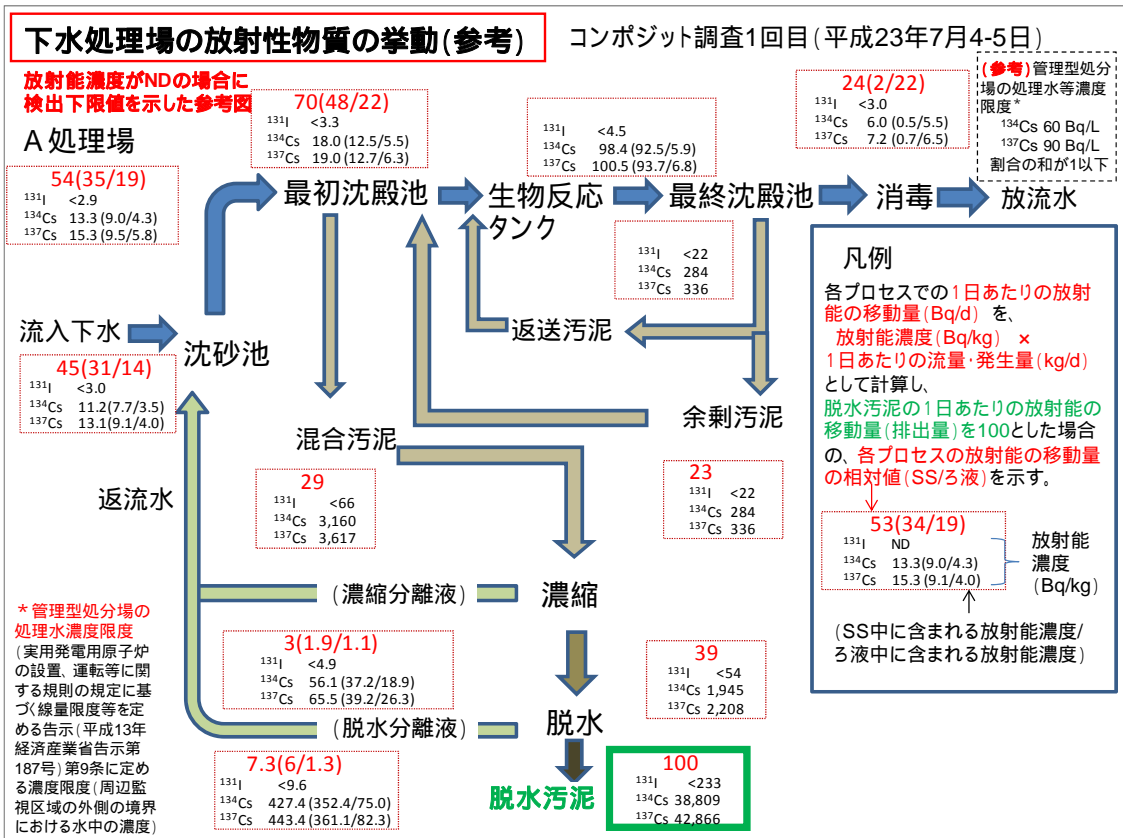 下水処理場の放射性物質の挙動(参考)
コンポジット調査1回目(平成23年7月4-5日)
放射能濃度がNDの場合に
検出下限値を示した参考図
A処理場
54(35/19)
131I <2.9
134Cs 13.3 (9.0/4.3)
137Cs 15.3 (9.5/5.8)
70(48/22)
131I <3.3
134Cs 18.0 (12.5/5.5)
137Cs 19.0 (12.7/6.3)
131I <4.5
134Cs 98.4 (92.5/5.9)
137Cs 100.5 (93.7/6.8)
24(2/22)
131I <3.0
134Cs 6.0 (0.5/5.5)
137Cs 7.2 (0.7/6.5)
(参考)管理型処分
場の処理水等濃度
限度*
134Cs 60 Bq/L
137Cs 90 Bq/L
割合の和が1以下
最初沈殿池
生物反応
タンク
最終沈殿池
消毒
放流水
131I <22
134Cs 284
137Cs 336
流入下水
沈砂池
返送汚泥
45(31/14)
131I <3.0
134Cs 11.2(7.7/3.5)
137Cs 13.1(9.1/4.0)
混合汚泥
余剰汚泥
29
131I <66
134Cs 3,160
137Cs 3,617
23
131I <22
134Cs 284
137Cs 336
返流水
(濃縮分離液)
濃縮
3(1.9/1.1)
131I <4.9
134Cs 56.1 (37.2/18.9)
137Cs 65.5 (39.2/26.3)
39
131I <54
134Cs 1,945
137Cs 2,208
(脱水分離液)
脱水
7.3(6/1.3)
131I <9.6
134Cs 427.4 (352.4/75.0)
137Cs 443.4 (361.1/82.3)
脱水汚泥
100
131I <233
134Cs 38,809
137Cs 42,866
*管理型処分場の
処理水濃度限度
(実用発電用原子炉
の設置、運転等に関
する規則の規定に基
づく線量限度等を定
める告示(平成13年
経済産業省告示第
187号)第9条に定め
る濃度限度(周辺監
視区域の外側の境界
における水中の濃度)
凡例
各プロセスでの1日あたりの放射
能の移動量(Bq/d) を、
放射能濃度(Bq/kg) ×
1日あたりの流量・発生量(kg/d)
として計算し、
脱水汚泥の1日あたりの放射能の
移動量(排出量)を100とした場合
の、各プロセスの放射能の移動量
の相対値(SS/ろ液)を示す。
53(34/19)
131I ND
134Cs 13.3(9.0/4.3)
137Cs 15.3 (9.1/4.0)
放射能
濃度
(Bq/kg)
(SS中に含まれる放射能濃度/
ろ液中に含まれる放射能濃度)